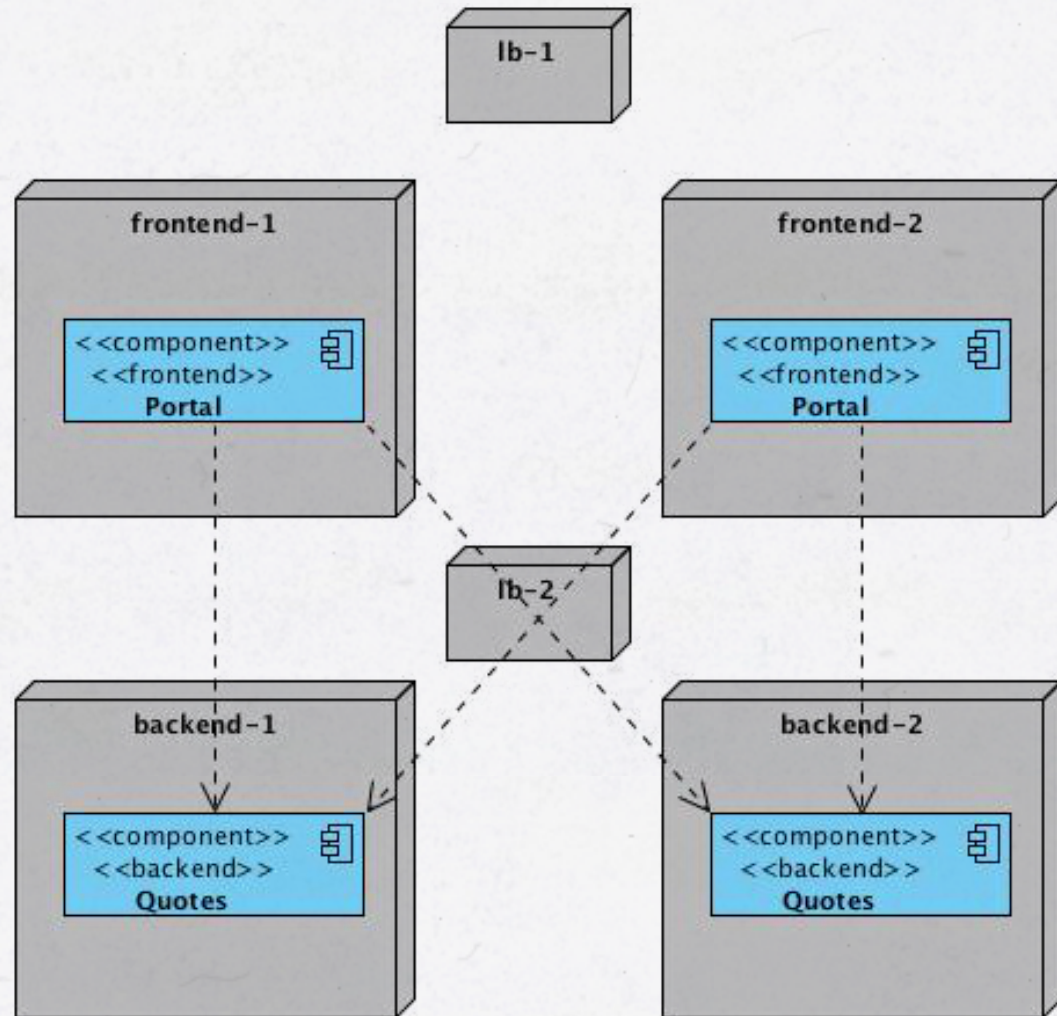 lb-1
frontend-1
<<component>>
<<frontend>>
Portal
frontend-2
<<component>>
<<frontend>>
Portal
lb-2
backend-1
<<component>>
<<backend>>
Quotes
backend-2
<<component>>
<<backend>>
Quotes